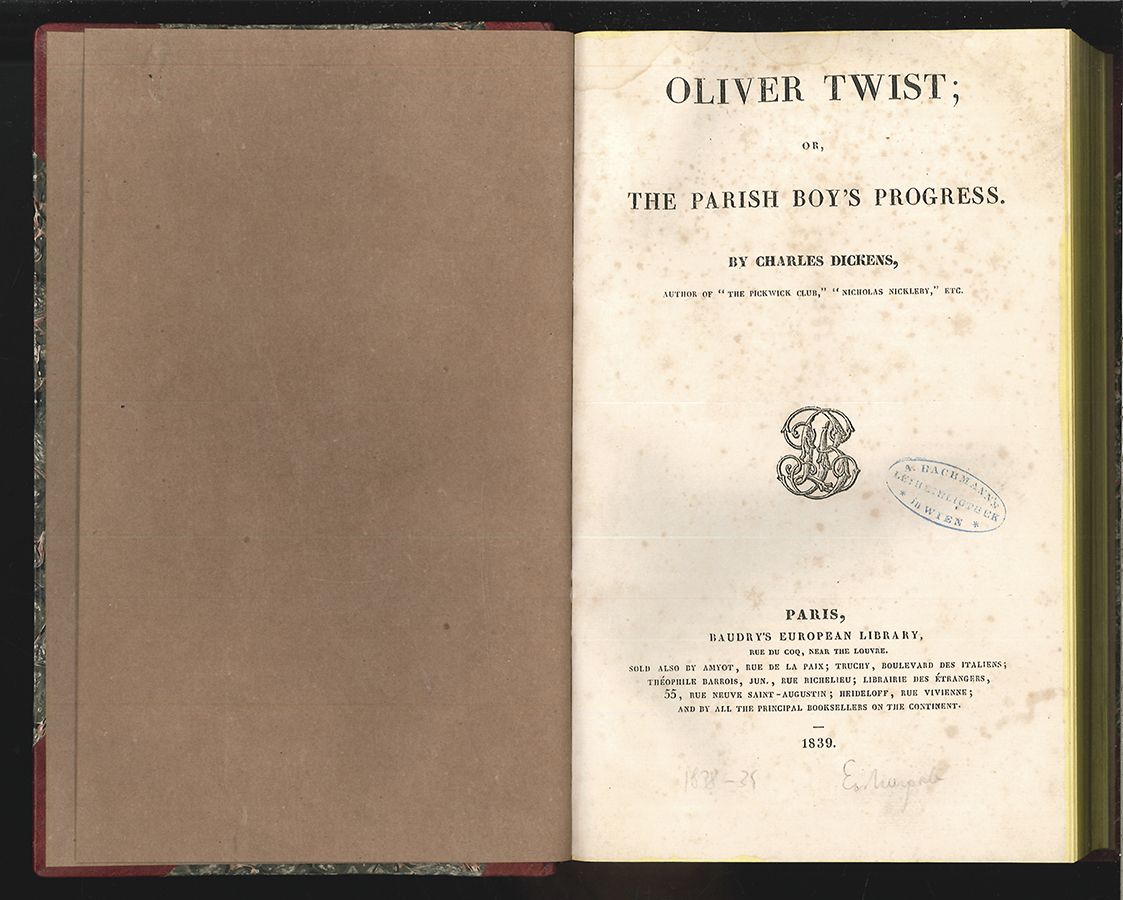 OLIVER TWIST;
OR,
THE PARISH BOY'S PROGRESS.
BY CHARLES DICKENS,
AUTHOR OF "THE PICKWICK CLUB," "NICHOLAS NICKLEBY," ETC.
A. BACHMANN'S
LEIHBIBLIOTHEK
* in WIEN *
PARIS,
BAUDRY'S EUROPEAN LIBRARY,
RUE DU COQ, NEAR THE LOUVRE.
SOLD ALSO BY AMYOT, RUE DE LA PAIX; TRUCHY, BOULEVARD DES ITALIENS;
THÉOPHILE BARROIS, JUN., RUE RICHELIEU; LIBRAIRIE DES ÉTRANGERS,
55, RUE NEUVE SAINT-AUGUSTIN; HEIDELOFF, RUE VIVIENNE;
AND BY ALL THE PRINCIPAL BOOKSELLERS ON THE CONTINENT.
—
1839.
1838-39